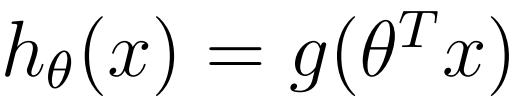 h_θ(x) = g(θ^T x)